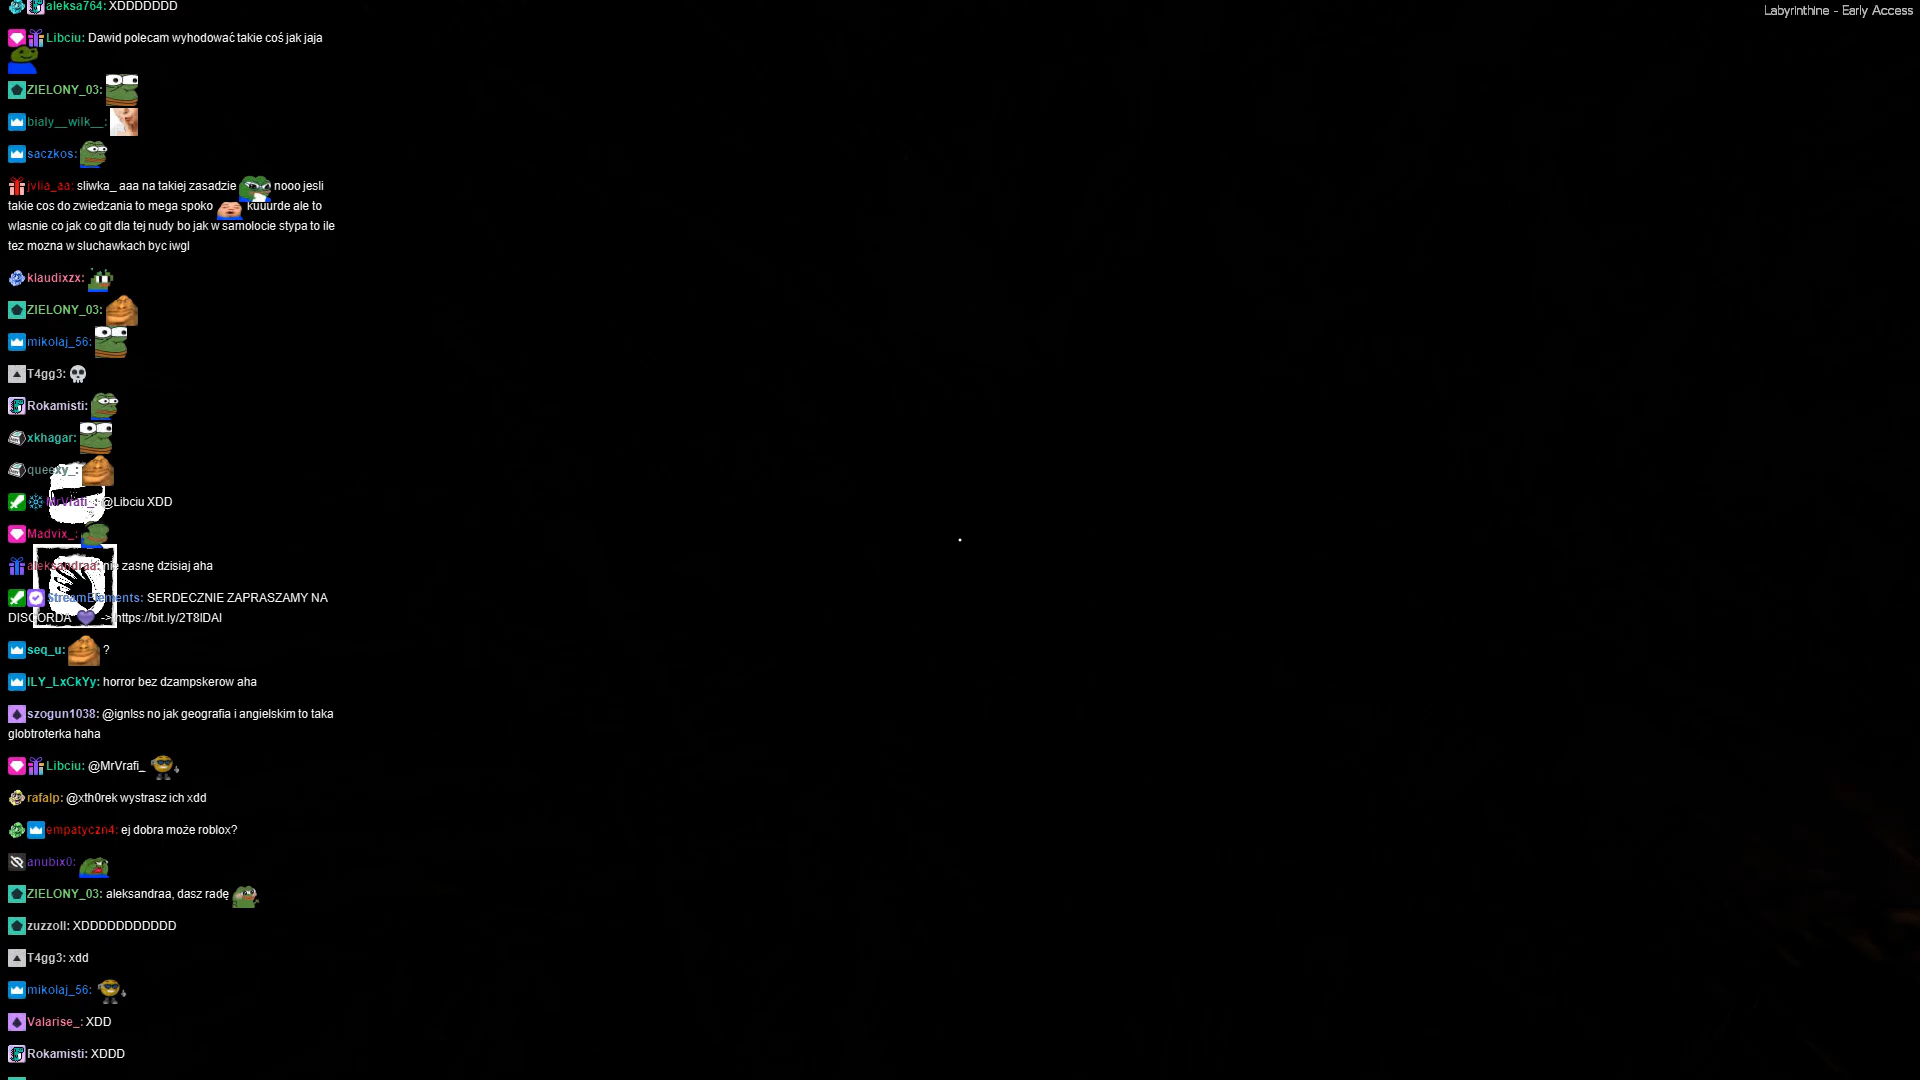 aleksa764: XDDDDDDD
Labyrinthine - Early Access
Libciu: Dawid polecam wyhodować takie coś jak jaja
ZIELONY_03:
bialy__wilk__:
saczkos:
jvlia_aa: sliwka_ aaa na takiej zasadzie nooo jesli
takie cos do zwiedzania to mega spoko kuuurde ale to
wlasnie co jak co git dla tej nudy bo jak w samolocie stypa to ile
tez mozna w sluchawkach byc iwgl
klaudixzx:
ZIELONY_03:
mikolaj_56:
T4gg3:
Rokamisti:
xkhagar:
queexy_:
MrVrafi_: @Libciu XDD
Madvix_:
aleksandraa: nie zasnę dzisiaj aha
StreamElements: SERDECZNIE ZAPRASZAMY NA
DISCORDA -> https://bit.ly/2T8lDAI
seq_u: ?
ILY_LxCkYy: horror bez dzampskerow aha
szogun1038: @ignlss no jak geografia i angielskim to taka
globtroterka haha
Libciu: @MrVrafi_
rafalp: @xth0rek wystrasz ich xdd
empatyczn4: ej dobra może roblox?
anubix0:
ZIELONY_03: aleksandraa, dasz radę
zuzzoll: XDDDDDDDDDDD
T4gg3: xdd
mikolaj_56:
Valarise_: XDD
Rokamisti: XDDD